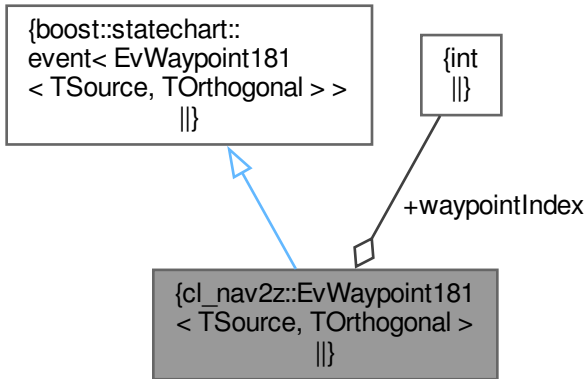 {boost::statechart::
event< EvWaypoint181
< TSource, TOrthogonal > >
||}
{int
||}
+waypointIndex
{cl_nav2z::EvWaypoint181
< TSource, TOrthogonal >
||}